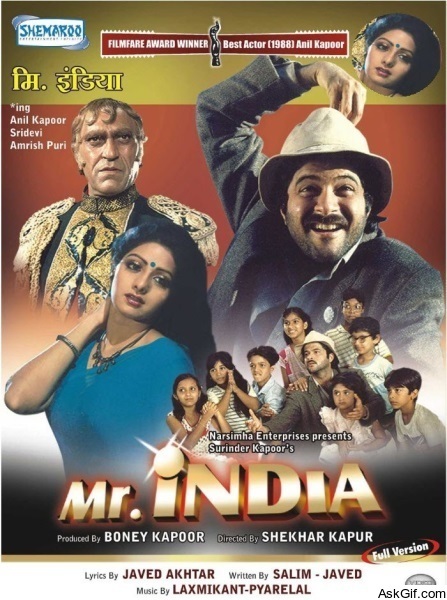 SHEMAROO
FILMFARE AWARD WINNER Best Actor (1988) Anil Kapoor
मि. इंडिया
*ing
Anil Kapoor
Sridevi
Amrish Puri
Narsimha Enterprises presents
Surinder Kapoor's
Mr. INDIA
Produced By BONEY KAPOOR Directed By SHEKHAR KAPUR
Full Version
Lyrics By JAVED AKHTAR Written By SALIM - JAVED
Music By LAXMIKANT-PYARELAL
AskGif.com